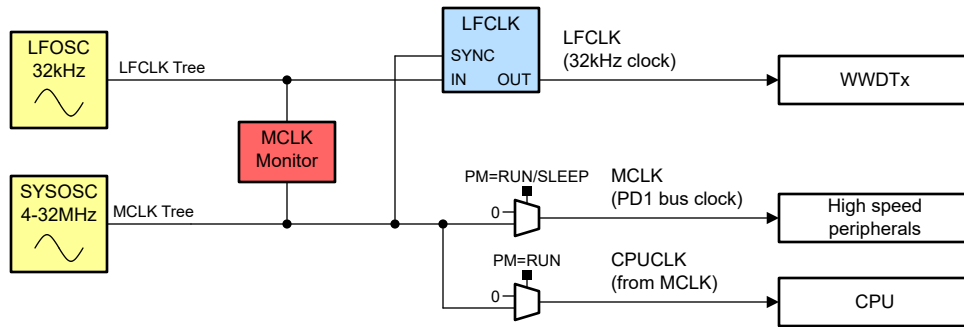 LFOSC
32kHz
LFCLK Tree
LFCLK
SYNC
IN OUT
LFCLK
(32kHz clock)
WWDTx
MCLK
Monitor
SYSOSC
4-32MHz
MCLK Tree
PM=RUN/SLEEP
0
MCLK
(PD1 bus clock)
High speed
peripherals
PM=RUN
0
CPUCLK
(from MCLK)
CPU